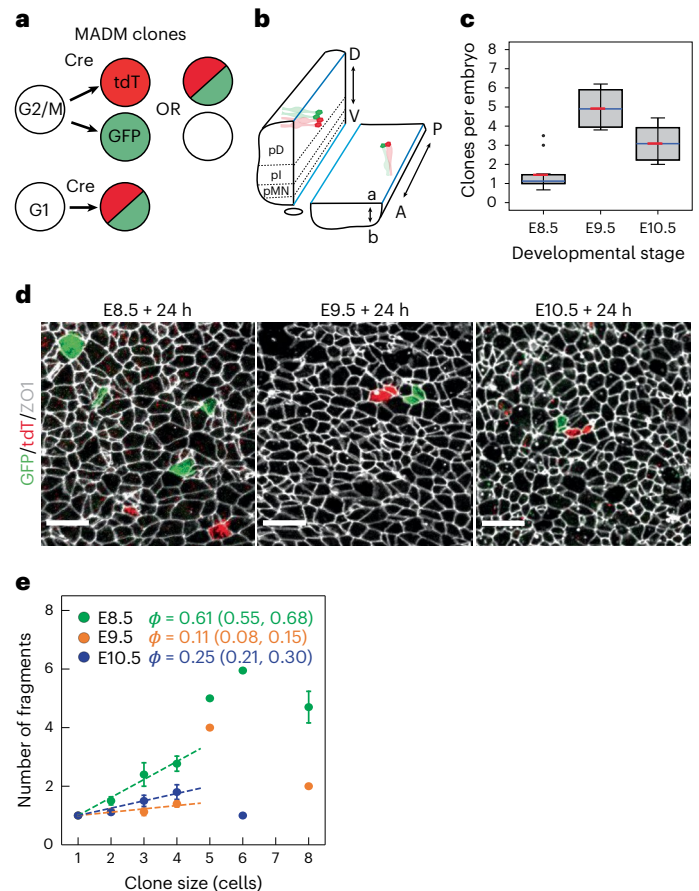 a
MADM clones
Cre
tdT
G2/M
OR
GFP
Cre
G1
b
D
V
P
pD
pI
pMN
a
A
b
c
Clones per embryo
8
7
6
5
4
3
2
1
0
E8.5 E9.5 E10.5
Developmental stage
d
E8.5 + 24 h E9.5 + 24 h E10.5 + 24 h
GFP/tdT/ZO1
e
Number of fragments
8
6
4
2
0
E8.5 ϕ = 0.61 (0.55, 0.68)
E9.5 ϕ = 0.11 (0.08, 0.15)
E10.5 ϕ = 0.25 (0.21, 0.30)
1 2 3 4 5 6 7 8
Clone size (cells)